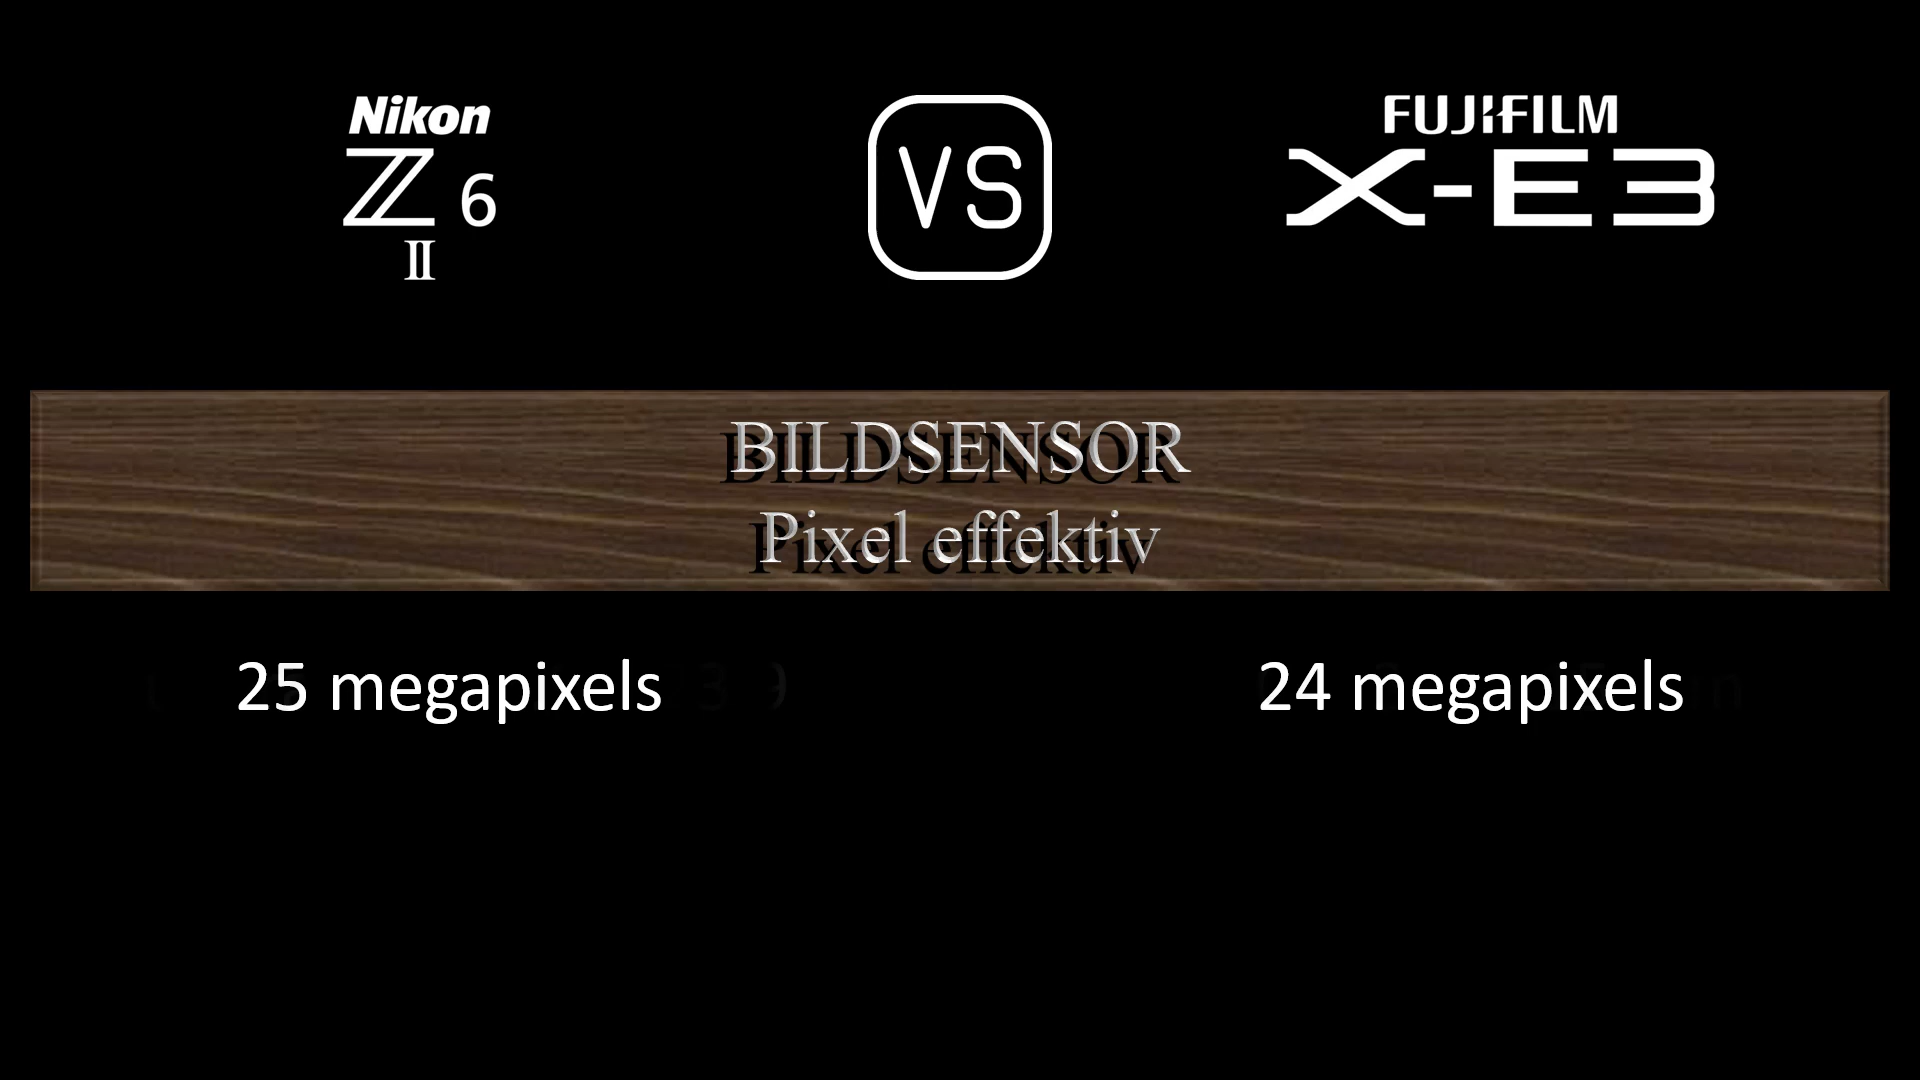 Nikon
Z 6
II
VS
FUJIFILM
X-E3
BILDSENSOR
Pixel effektiv
25 megapixels
24 megapixels